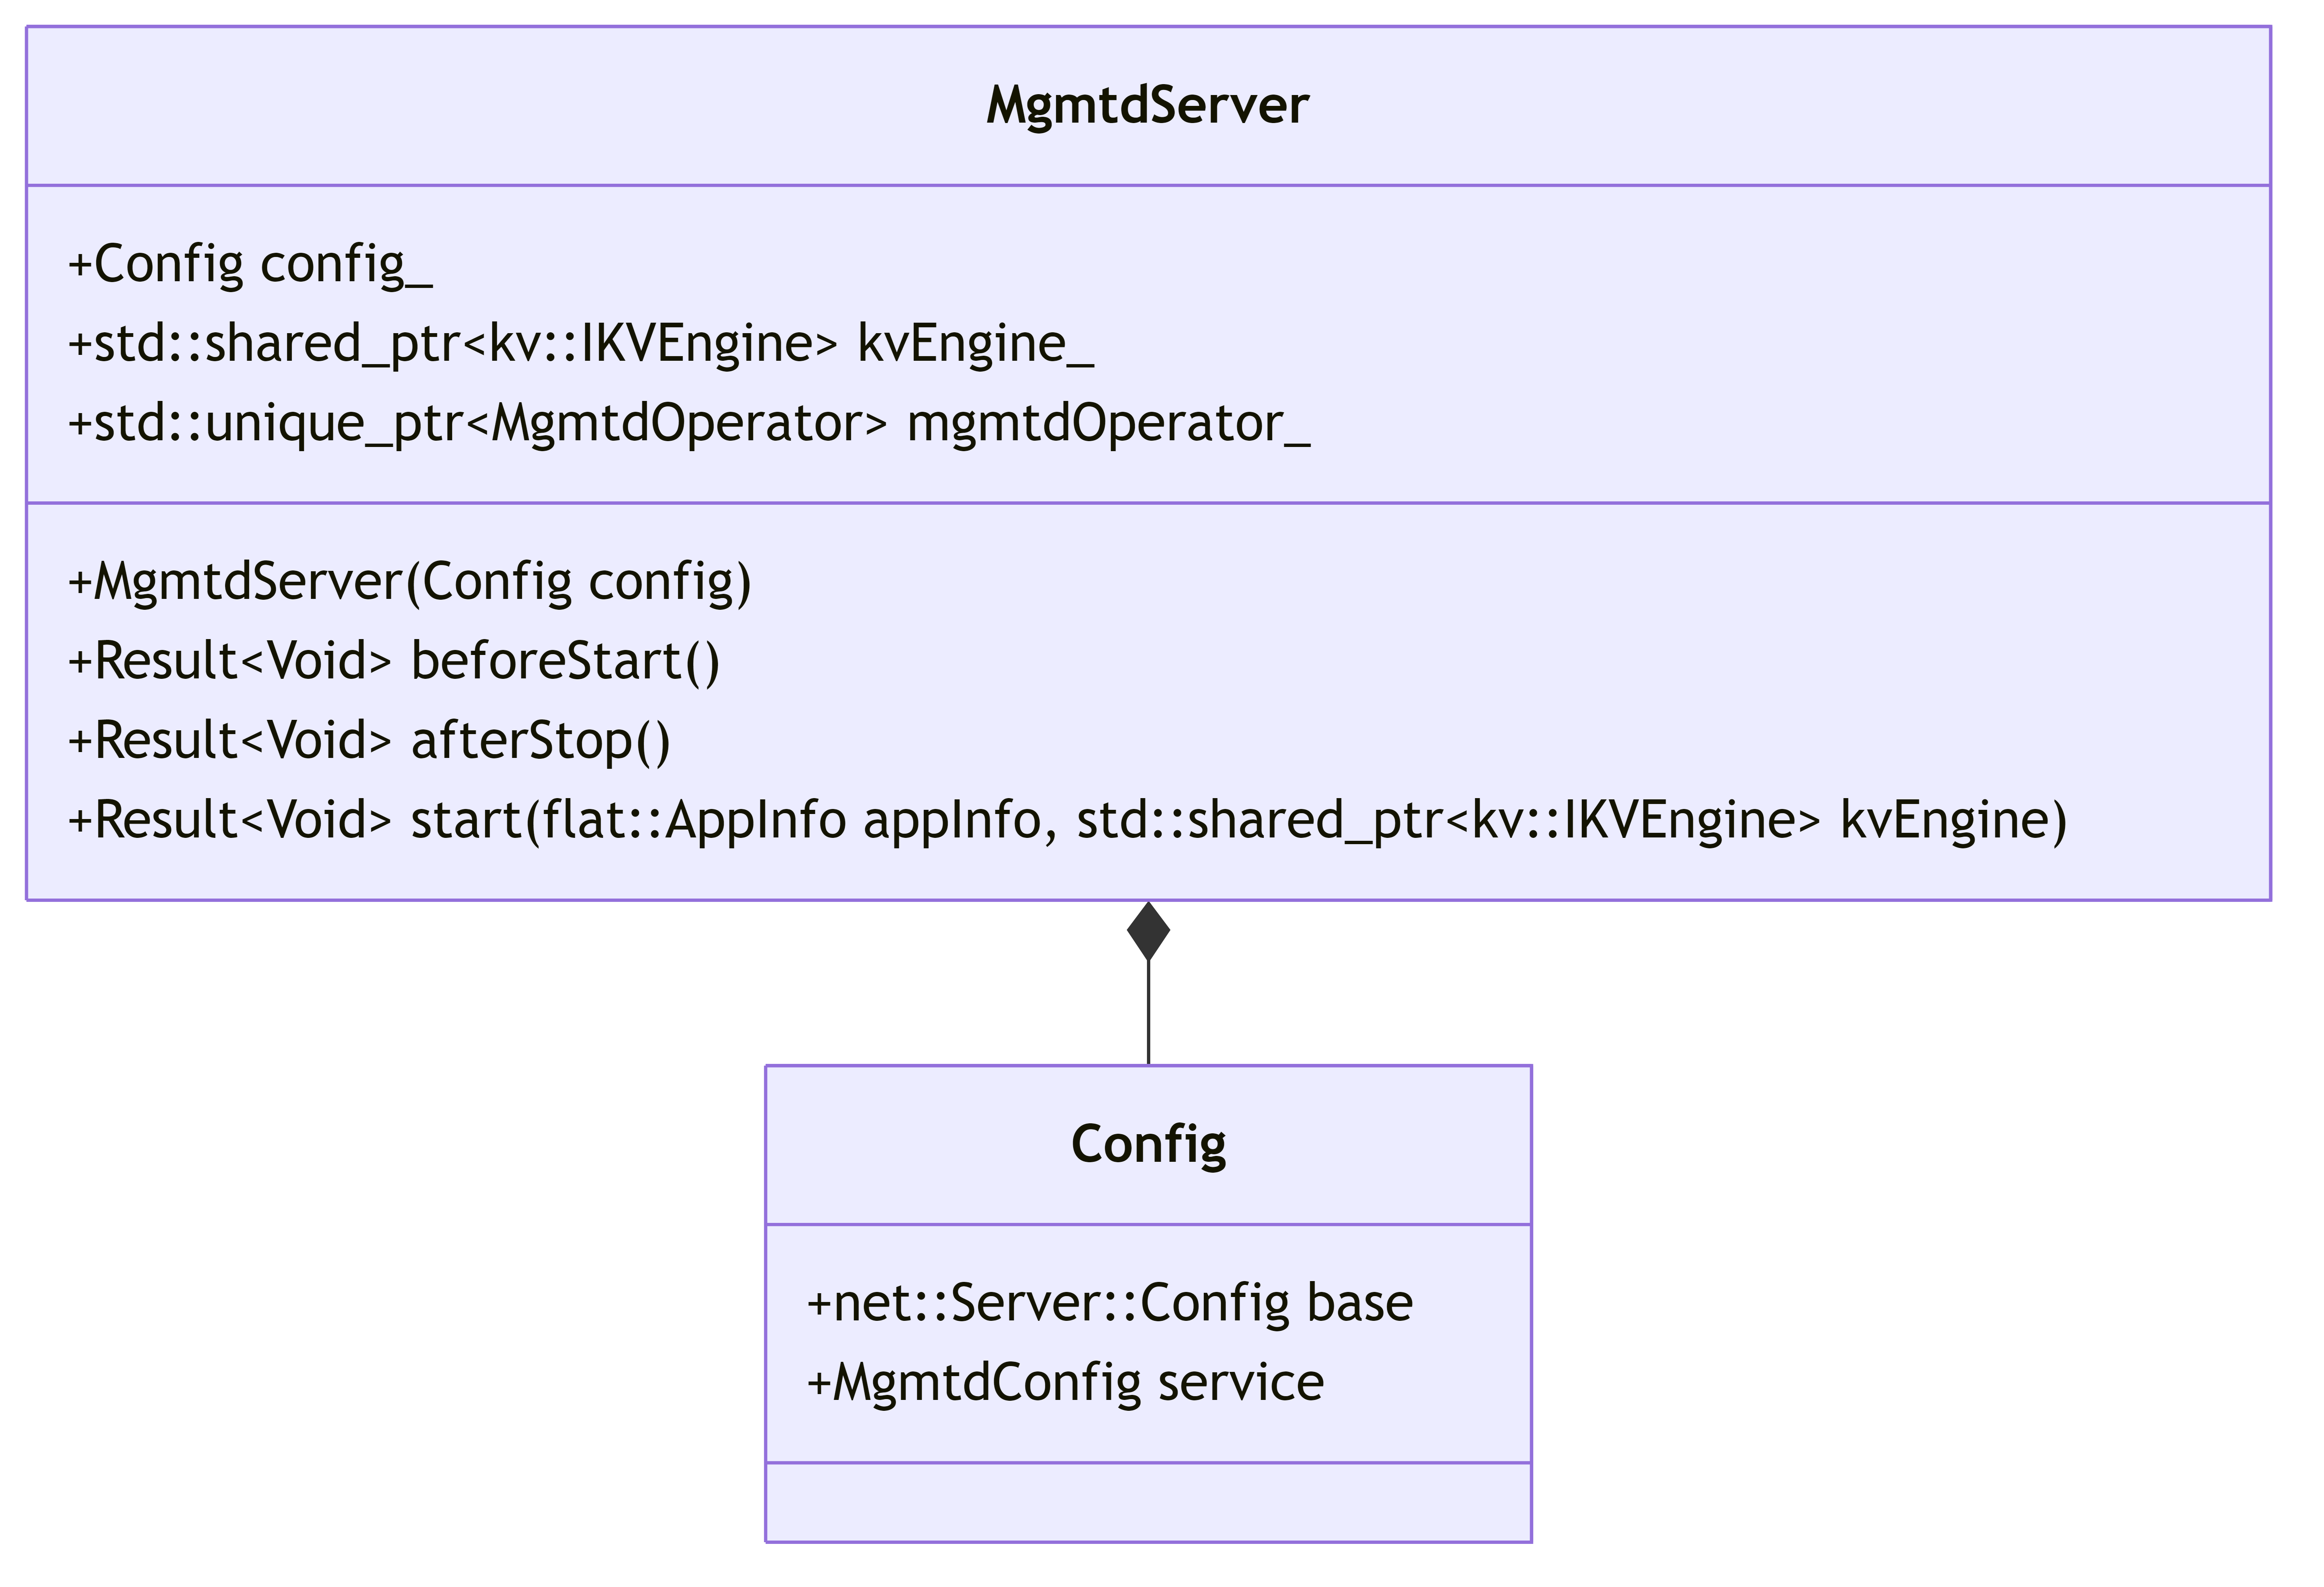 MgmtdServer
+Config config_
+std::shared_ptr<kv::IKVEngine> kvEngine_
+std::unique_ptr<MgmtdOperator> mgmtdOperator_
+MgmtdServer(Config config)
+Result<Void> beforeStart()
+Result<Void> afterStop()
+Result<Void> start(flat::AppInfo appInfo, std::shared_ptr<kv::IKVEngine> kvEngine)
Config
+net::Server::Config base
+MgmtdConfig service